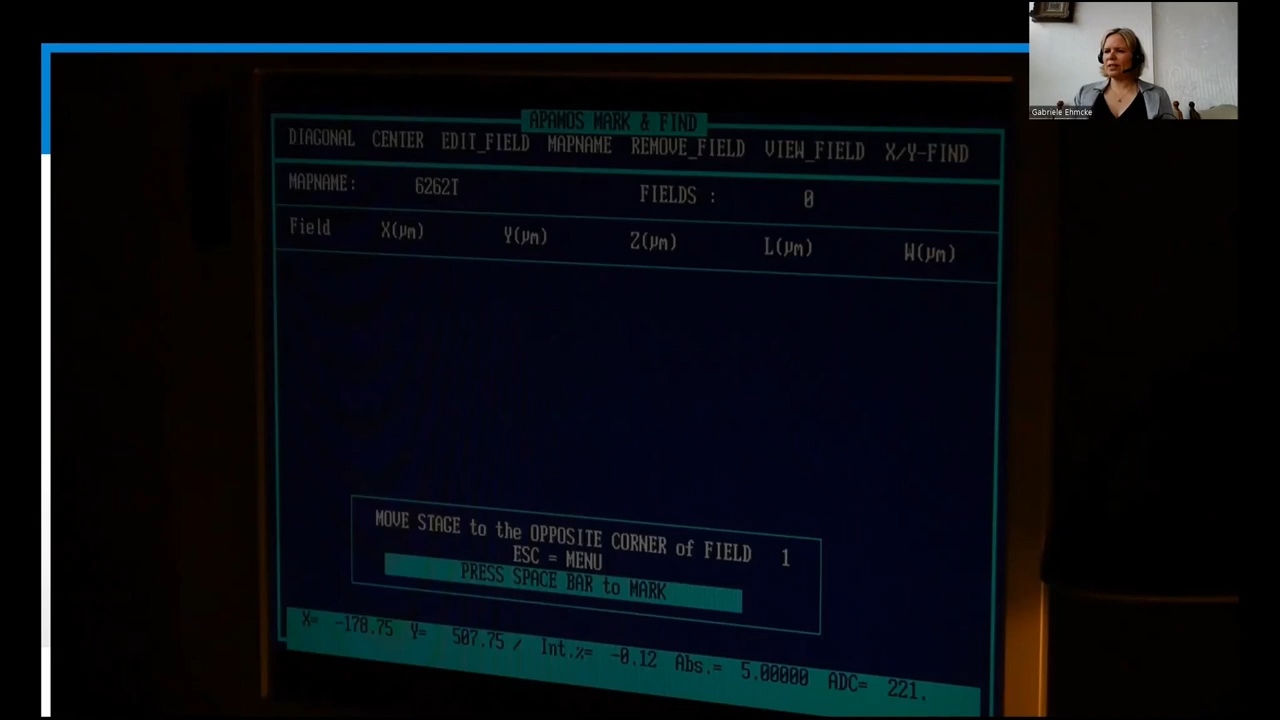 Gabriele Ehmcke
APAMOS MARK & FIND
DIAGONAL CENTER EDIT_FIELD MAPNAME REMOVE_FIELD VIEW_FIELD X/Y-FIND
MAPNAME: 6262T FIELDS : 0
Field X(µm) Y(µm) Z(µm) L(µm) W(µm)
MOVE STAGE to the OPPOSITE CORNER of FIELD 1
ESC = MENU
PRESS SPACE BAR to MARK
X= -178.75 Y= 507.75 / Int.%= -0.12 Abs.= 5.00000 ADC= 221.